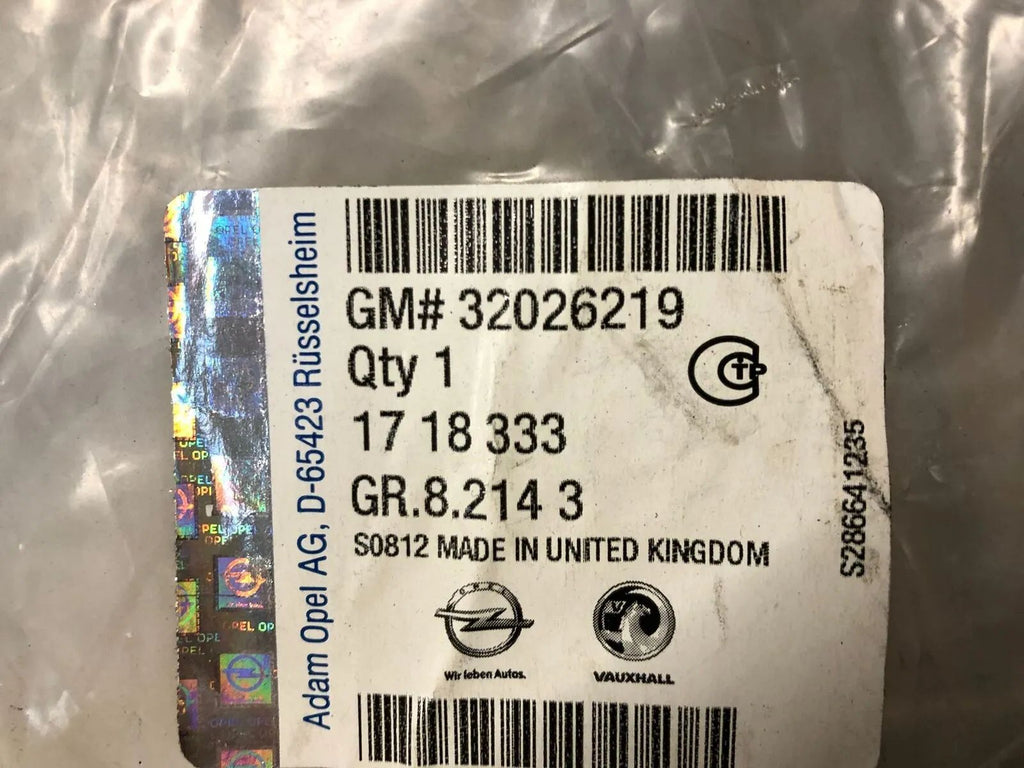 GM# 32026219
Qty 1
17 18 333
GR.8.214 3
S0812 MADE IN UNITED KINGDOM
OPEL
Wir leben Autos.
VAUXHALL
Adam Opel AG, D-65423 Rüsselsheim
S286641235